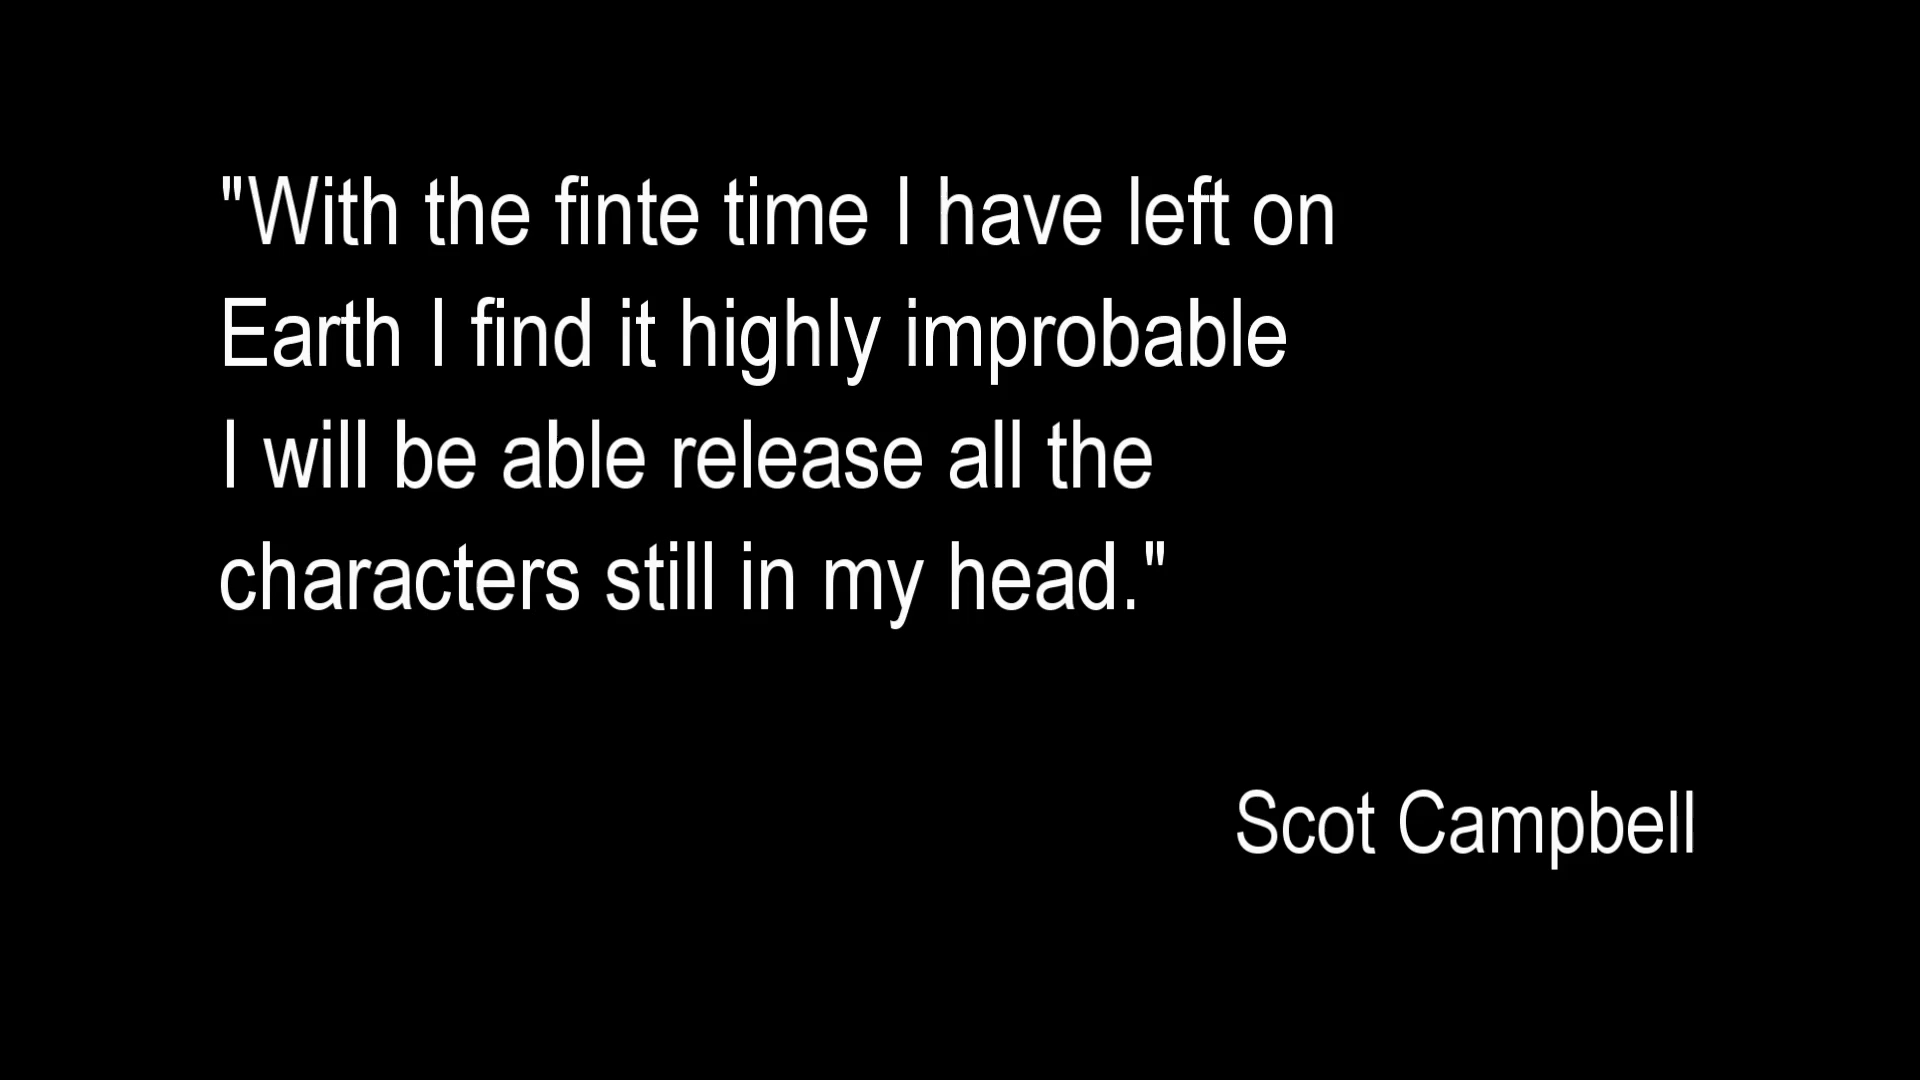 "With the finte time I have left on
Earth I find it highly improbable
I will be able release all the
characters still in my head."
Scot Campbell